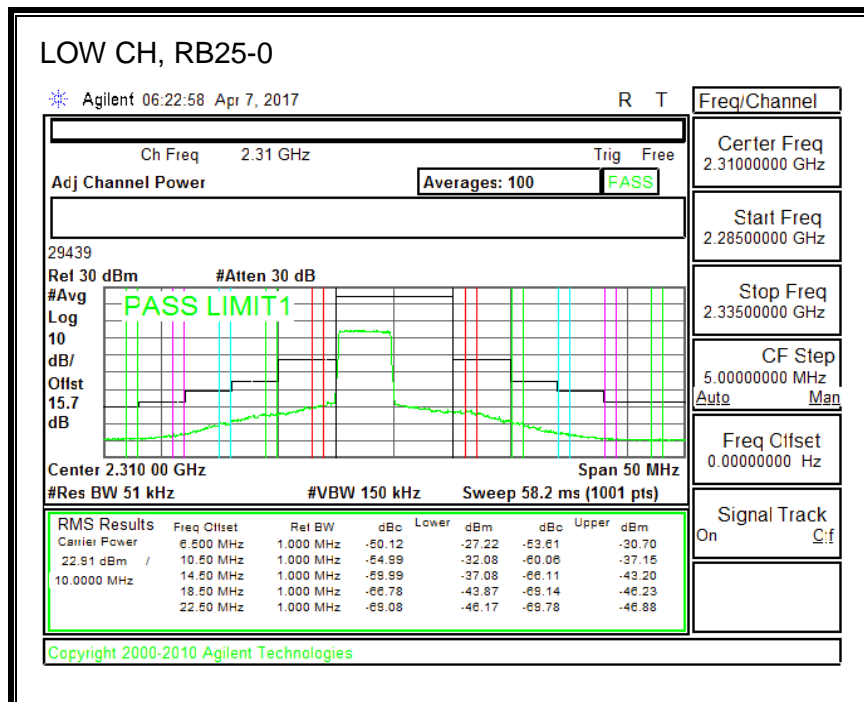 LOW CH, RB25-0
Agilent 06:22:58 Apr 7, 2017 R T
Freq/Channel
Ch Freq 2.31 GHz Trig Free
Adj Channel Power Averages: 100 PASS
Center Freq
2.31000000 GHz
Start Freq
2.28500000 GHz
29439
Ref 30 dBm #Atten 30 dB
#Avg
Log
10
dB/
Offst
15.7
dB
PASS LIMIT1
Stop Freq
2.33500000 GHz
CF Step
5.00000000 MHz
Auto Man
Freq Offset
0.00000000 Hz
Center 2.310 00 GHz Span 50 MHz
#Res BW 51 kHz #VBW 150 kHz Sweep 58.2 ms (1001 pts)
Signal Track
On Off
RMS Results Freq Offset Ref BW dBc Lower dBm dBc Upper dBm
Carrier Power 6.500 MHz 1.000 MHz -50.12 -27.22 -53.61 -30.70
22.91 dBm / 10.50 MHz 1.000 MHz -54.99 -32.08 -60.06 -37.15
10.0000 MHz 14.50 MHz 1.000 MHz -59.99 -37.08 -66.11 -43.20
18.50 MHz 1.000 MHz -66.78 -43.87 -69.14 -46.23
22.50 MHz 1.000 MHz -69.08 -46.17 -69.78 -46.88
Copyright 2000-2010 Agilent Technologies